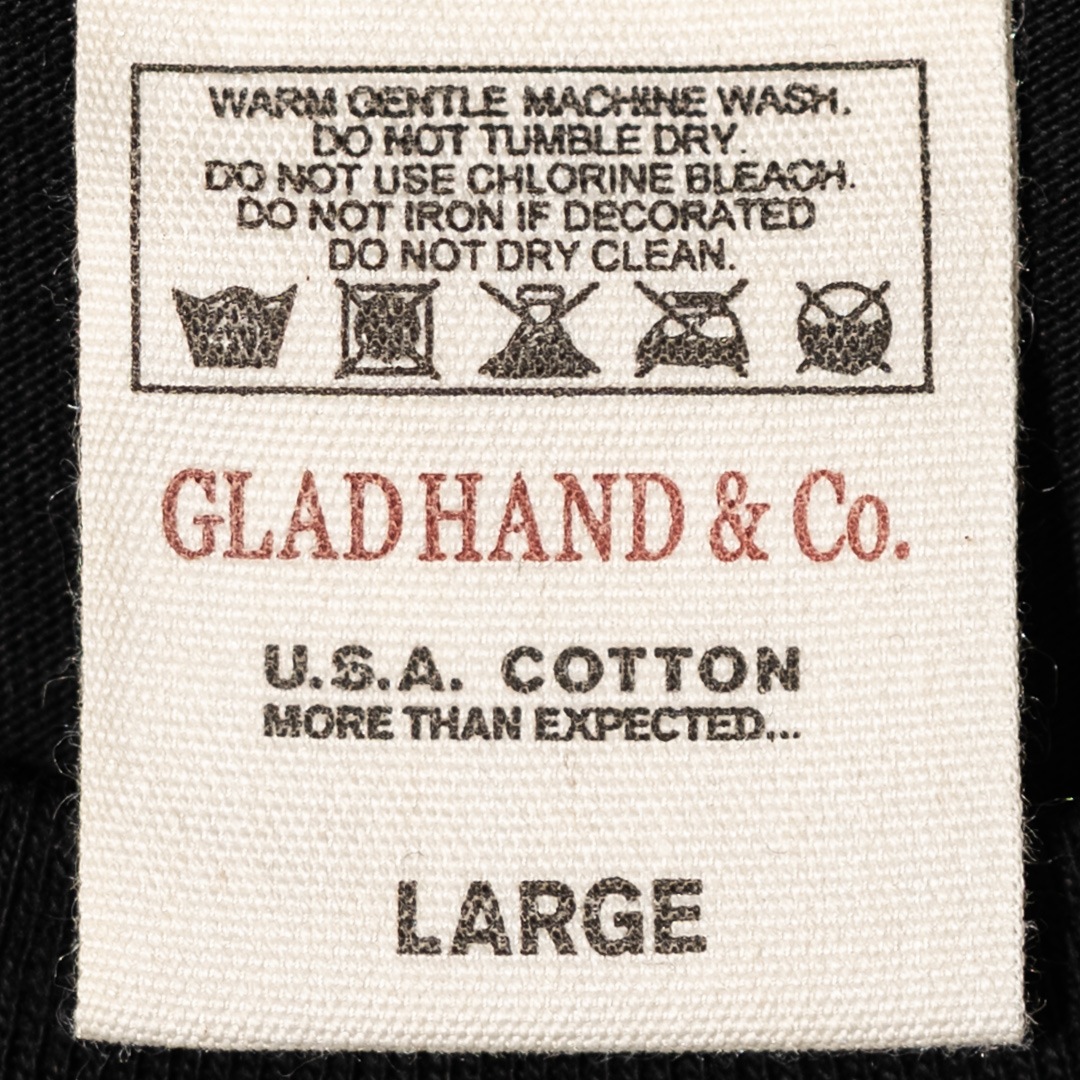 WARM GENTLE MACHINE WASH.
DO NOT TUMBLE DRY.
DO NOT USE CHLORINE BLEACH.
DO NOT IRON IF DECORATED
DO NOT DRY CLEAN.
GLAD HAND & Co.
U.S.A. COTTON
MORE THAN EXPECTED...
LARGE